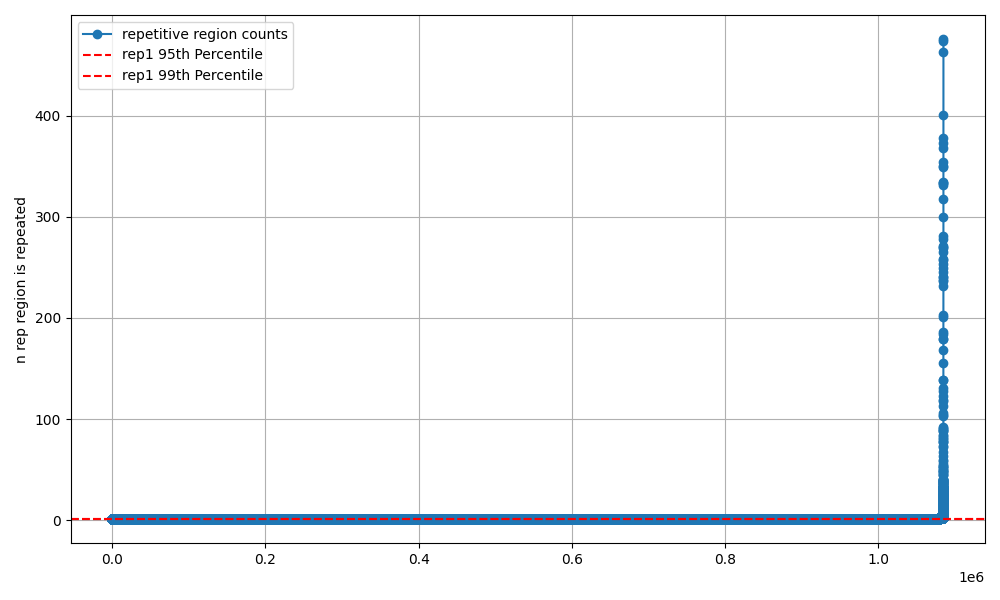 repetitive region counts
rep1 95th Percentile
rep1 99th Percentile
n rep region is repeated
400
300
200
100
0
0.0 0.2 0.4 0.6 0.8 1.0
1e6